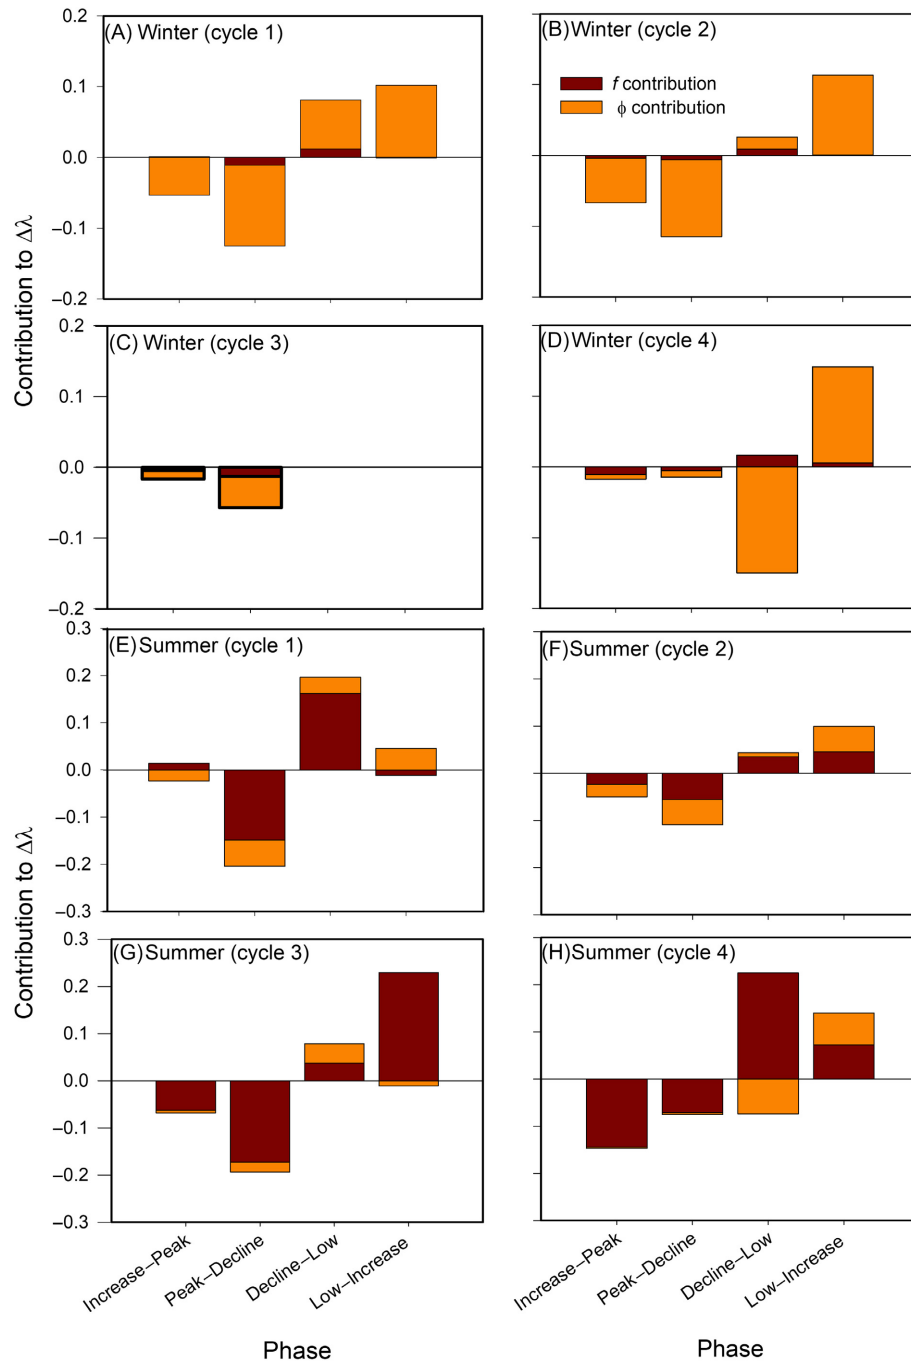 (A) Winter (cycle 1)
0.2
0.1
0.0
–0.1
–0.2
(B) Winter (cycle 2)
f contribution
ϕ contribution
Contribution to Δλ
(C) Winter (cycle 3)
0.2
0.1
0.0
–0.1
–0.2
(D) Winter (cycle 4)
(E) Summer (cycle 1)
0.3
0.2
0.1
0.0
–0.1
–0.2
–0.3
(F) Summer (cycle 2)
Contribution to Δλ
(G) Summer (cycle 3)
0.3
0.2
0.1
0.0
–0.1
–0.2
–0.3
(H) Summer (cycle 4)
Increase–Peak
Peak–Decline
Decline–Low
Low–Increase
Phase
Increase–Peak
Peak–Decline
Decline–Low
Low–Increase
Phase